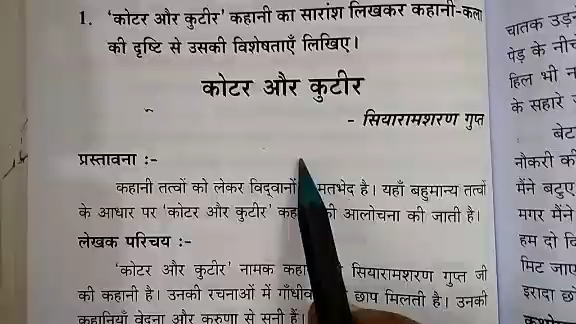 1. 'कोटर और कुटीर' कहानी का सारांश लिखकर कहानी-कला
की दृष्टि से उसकी विशेषताएँ लिखिए।
कोटर और कुटीर
- सियारामशरण गुप्त
प्रस्तावना :-
कहानी तत्वों को लेकर विद्वानों मतभेद है। यहाँ बहुमान्य तत्वों
के आधार पर 'कोटर और कुटीर' की आलोचना की जाती है।
लेखक परिचय :-
'कोटर और कुटीर' नामक सियारामशरण गुप्त जी
की कहानी है। उनकी रचनाओं में छाप मिलती है। उनकी
कहानियाँ वेदना और करुणा से सनी हैं।
चातक
पेड़ के नीचे
हिल भी
के सहारे
नौकरी की
मैंने बटुए
मगर मैंने
हम दो
मिट जाए
इरादा